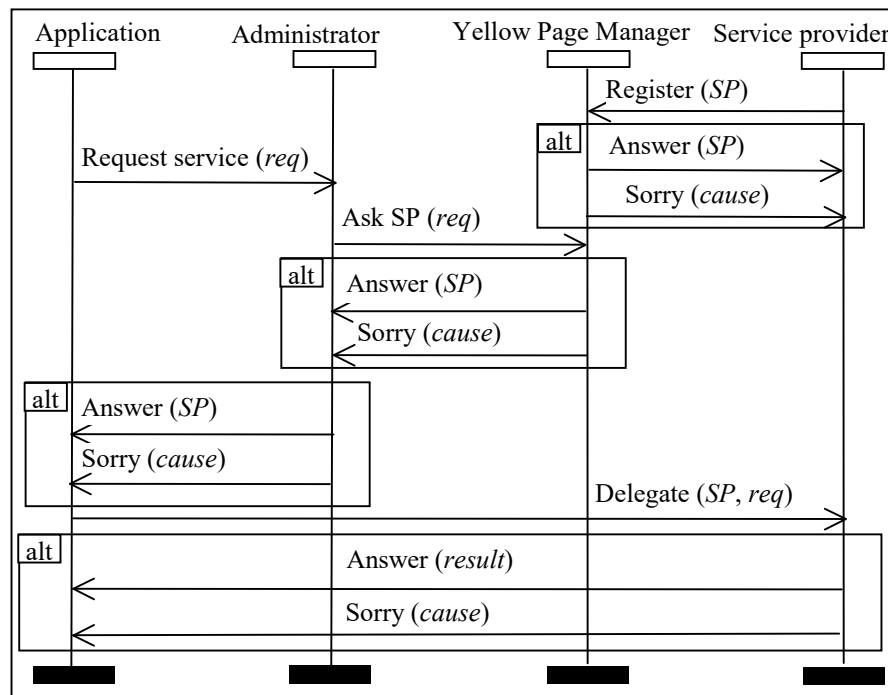 Application Administrator Yellow Page Manager Service provider
Register (SP)
alt
Answer (SP)
Request service (req)
Sorry (cause)
Ask SP (req)
alt
Answer (SP)
Sorry (cause)
alt
Answer (SP)
Sorry (cause)
Delegate (SP, req)
alt
Answer (result)
Sorry (cause)